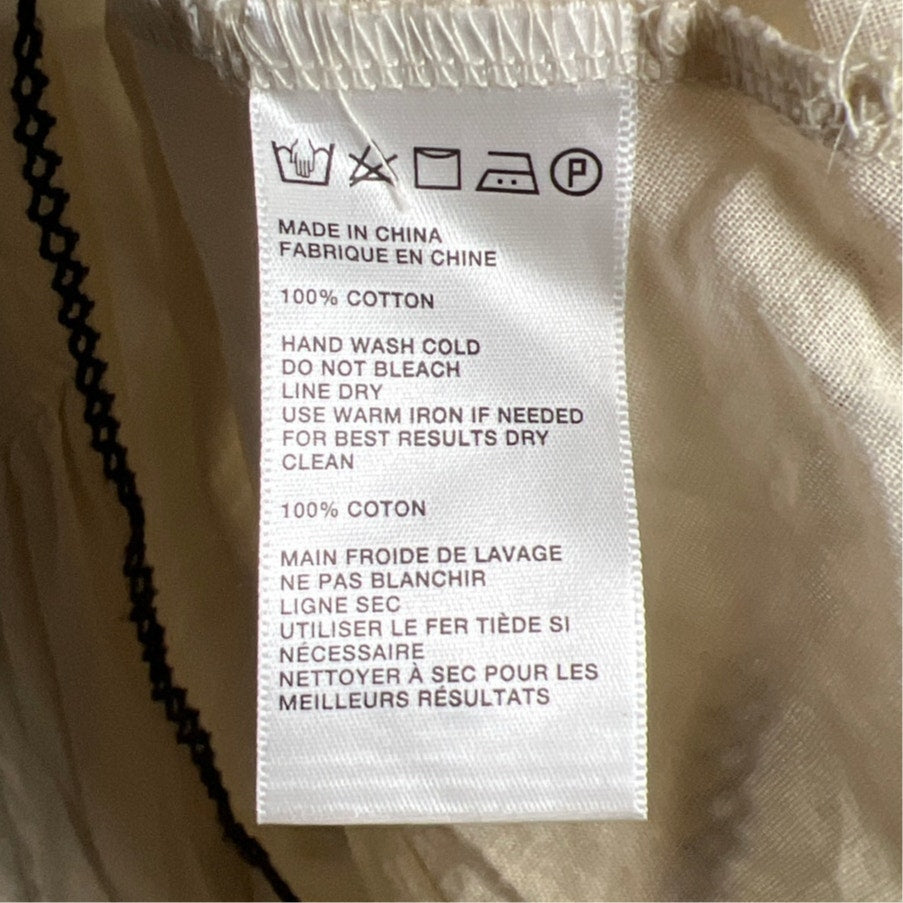 P
MADE IN CHINA
FABRIQUE EN CHINE
100% COTTON
HAND WASH COLD
DO NOT BLEACH
LINE DRY
USE WARM IRON IF NEEDED
FOR BEST RESULTS DRY
CLEAN
100% COTON
MAIN FROIDE DE LAVAGE
NE PAS BLANCHIR
LIGNE SEC
UTILISER LE FER TIÈDE SI
NÉCESSAIRE
NETTOYER À SEC POUR LES
MEILLEURS RÉSULTATS